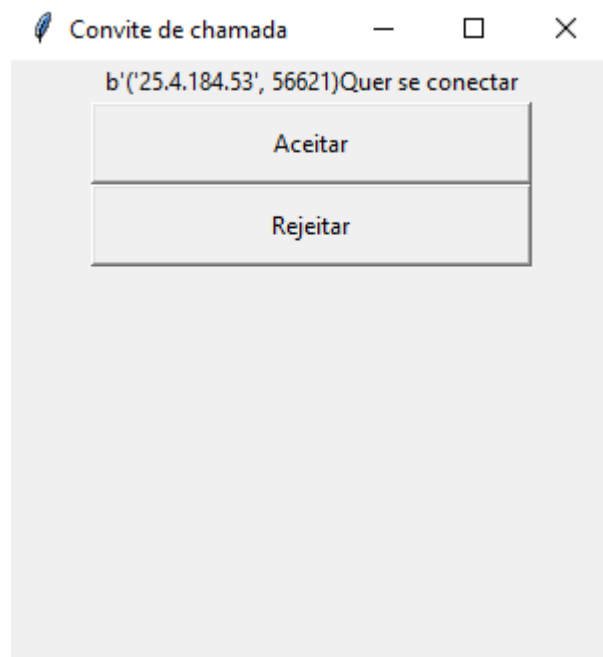 Convite de chamada
b'('25.4.184.53', 56621)Quer se conectar
Aceitar
Rejeitar